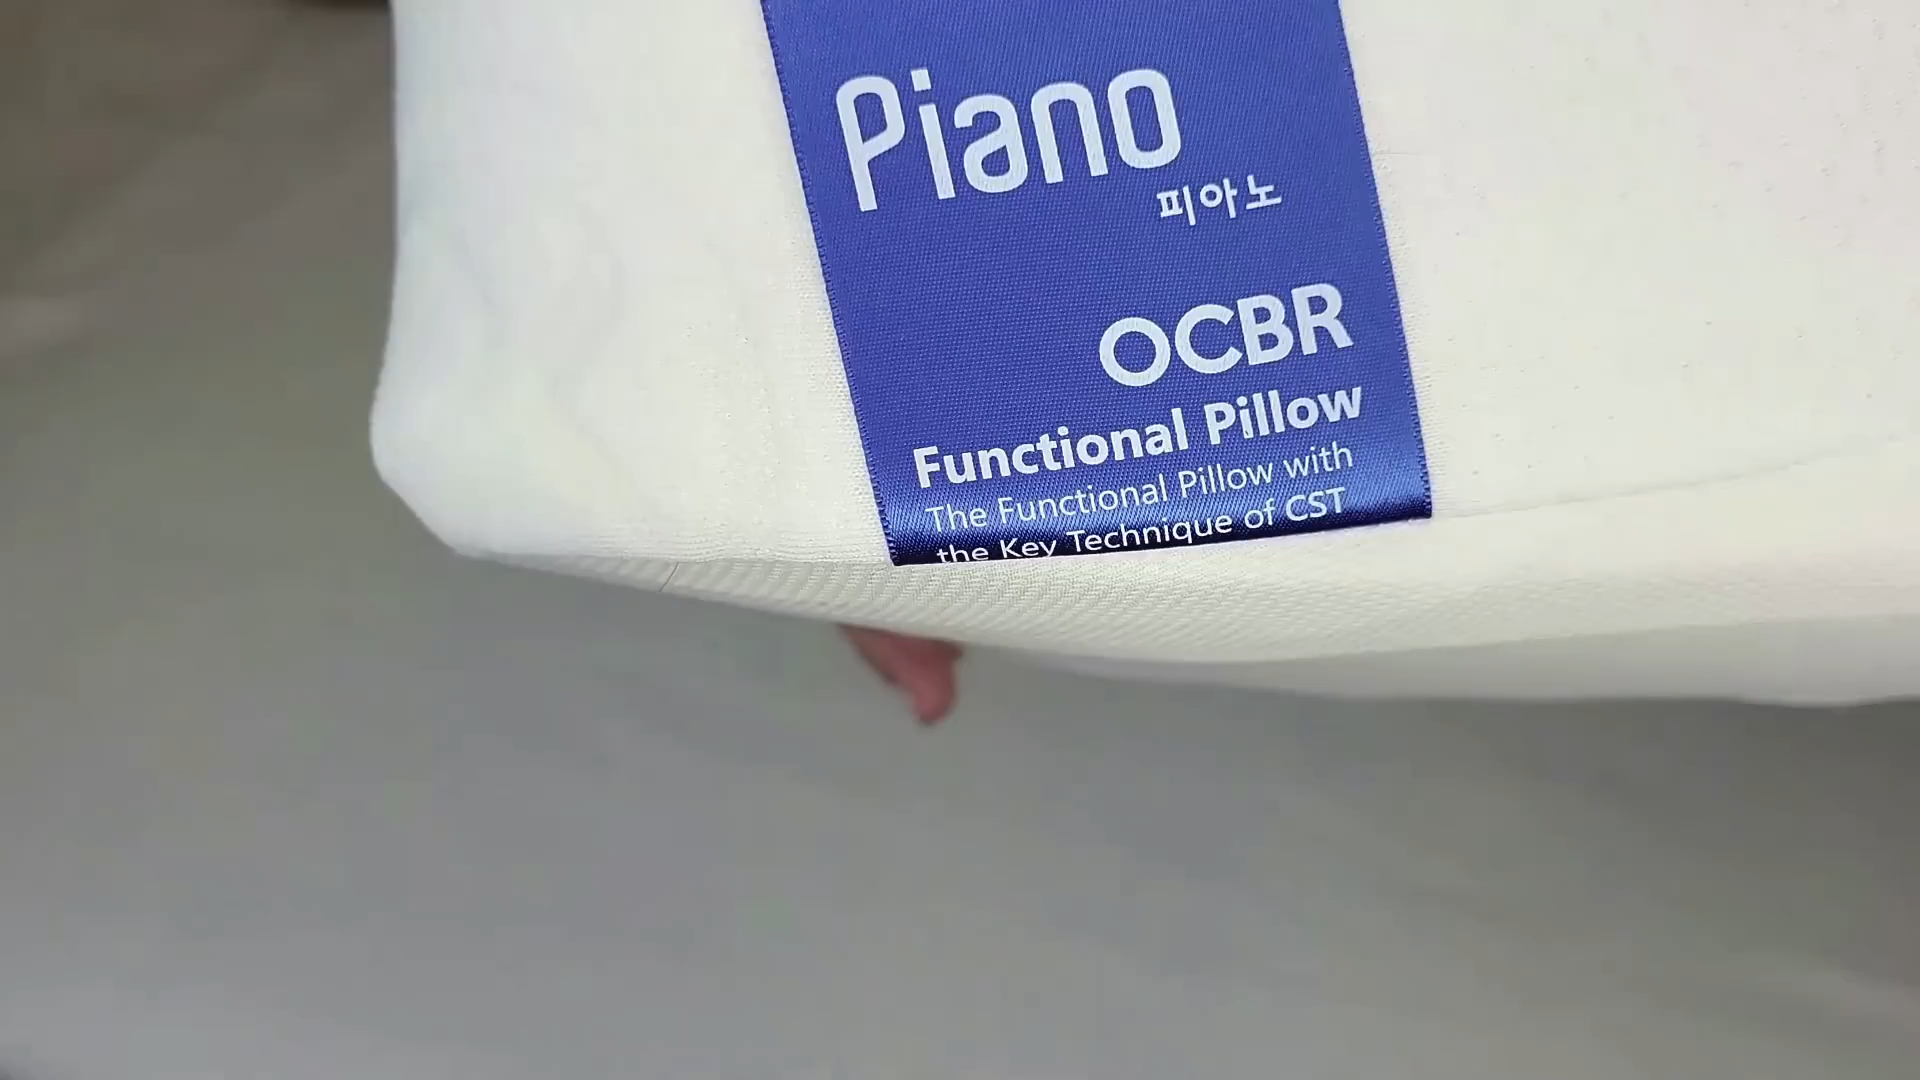 Piano
피아노
OCBR
Functional Pillow
The Functional Pillow with
the Key Technique of CST